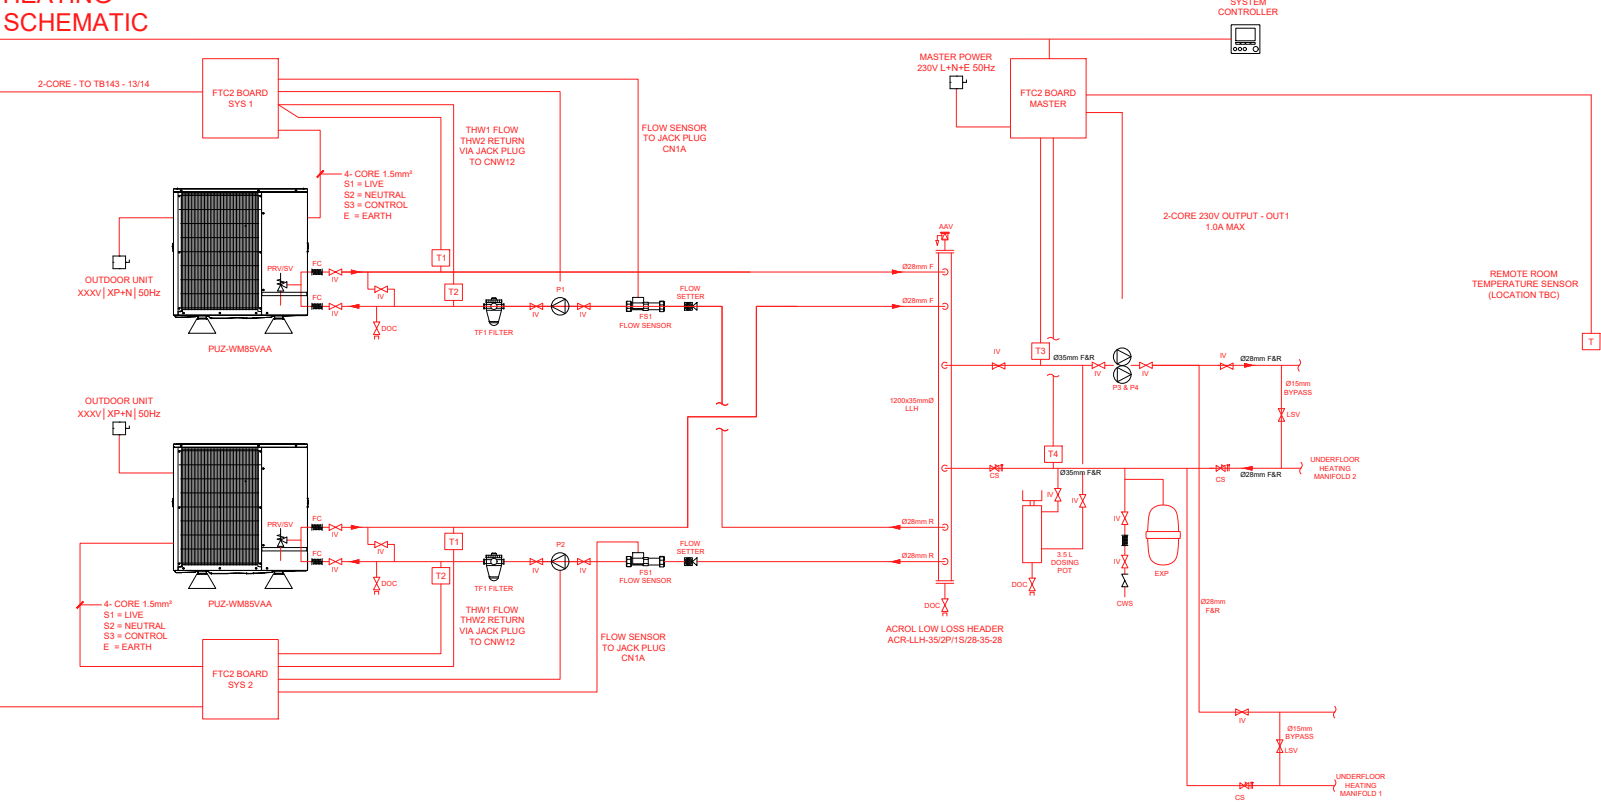 HEATING
SCHEMATIC
SYSTEM
CONTROLLER
2-CORE - TO TB143 - 13/14
FTC2 BOARD
SYS 1
MASTER POWER
230V L+N+E 50Hz
FTC2 BOARD
MASTER
THW1 FLOW
THW2 RETURN
VIA JACK PLUG
TO CNW12
FLOW SENSOR
TO JACK PLUG
CN1A
4- CORE 1.5mm²
S1 = LIVE
S2 = NEUTRAL
S3 = CONTROL
E = EARTH
2-CORE 230V OUTPUT - OUT1
1.0A MAX
REMOTE ROOM
TEMPERATURE SENSOR
(LOCATION TBC)
T
OUTDOOR UNIT
XXXV | XP+N | 50Hz
PRV/SV
FC
IV
T1
AAV
Ø28mm F
FC
IV
IV
T2
DOC
TF1 FILTER
IV
P1
IV
FS1
FLOW SENSOR
FLOW
SETTER
Ø28mm F
PUZ-WM85VAA
IV
T3
Ø35mm F&R
IV
P3 & P4
IV
IV
Ø28mm F&R
Ø15mm
BYPASS
LSV
1200x35mmØ
LLH
OUTDOOR UNIT
XXXV | XP+N | 50Hz
T4
CS
Ø35mm F&R
CS
Ø28mm F&R
UNDERFLOOR
HEATING
MANIFOLD 2
IV
IV
IV
IV
3.5 L
DOSING
POT
DOC
EXP
CWS
PRV/SV
FC
IV
T1
Ø28mm R
FC
IV
IV
T2
DOC
TF1 FILTER
IV
P2
IV
FS1
FLOW SENSOR
FLOW
SETTER
Ø28mm R
DOC
PUZ-WM85VAA
4- CORE 1.5mm²
S1 = LIVE
S2 = NEUTRAL
S3 = CONTROL
E = EARTH
THW1 FLOW
THW2 RETURN
VIA JACK PLUG
TO CNW12
FLOW SENSOR
TO JACK PLUG
CN1A
ACROL LOW LOSS HEADER
ACR-LLH-35/2P/1S/28-35-28
Ø28mm
F&R
FTC2 BOARD
SYS 2
IV
Ø15mm
BYPASS
LSV
CS
UNDERFLOOR
HEATING
MANIFOLD 1